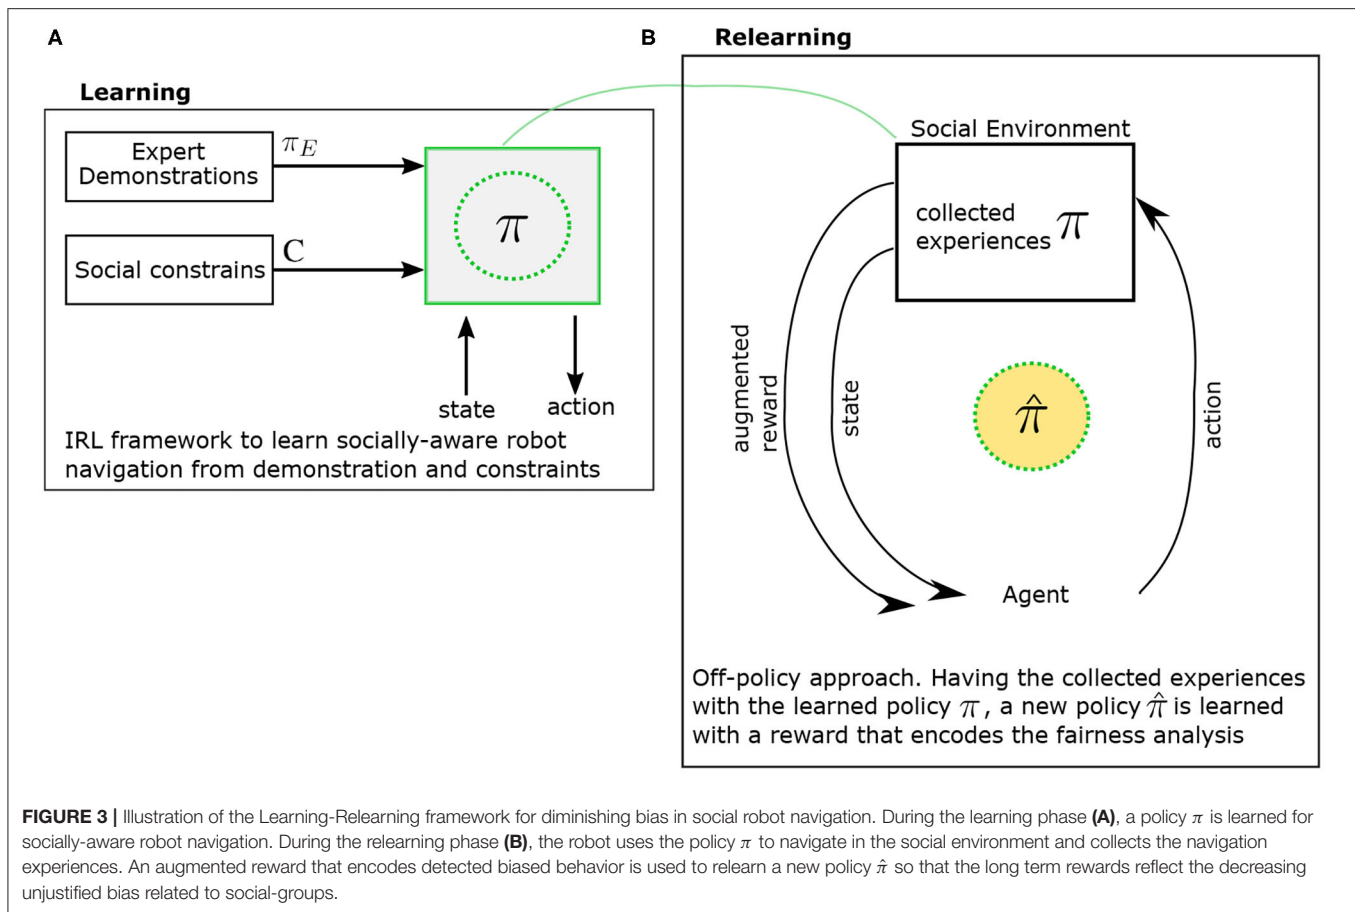 A
Learning
Expert
Demonstrations
π_E
Social constrains
C
π
state
action
IRL framework to learn socially-aware robot
navigation from demonstration and constraints
B
Relearning
Social Environment
collected
experiences π
augmented
reward
state
π̂
action
Agent
Off-policy approach. Having the collected experiences
with the learned policy π , a new policy π̂ is learned
with a reward that encodes the fairness analysis
FIGURE 3 | Illustration of the Learning-Relearning framework for diminishing bias in social robot navigation. During the learning phase (A), a policy π is learned for
socially-aware robot navigation. During the relearning phase (B), the robot uses the policy π to navigate in the social environment and collects the navigation
experiences. An augmented reward that encodes detected biased behavior is used to relearn a new policy π̂ so that the long term rewards reflect the decreasing
unjustified bias related to social-groups.